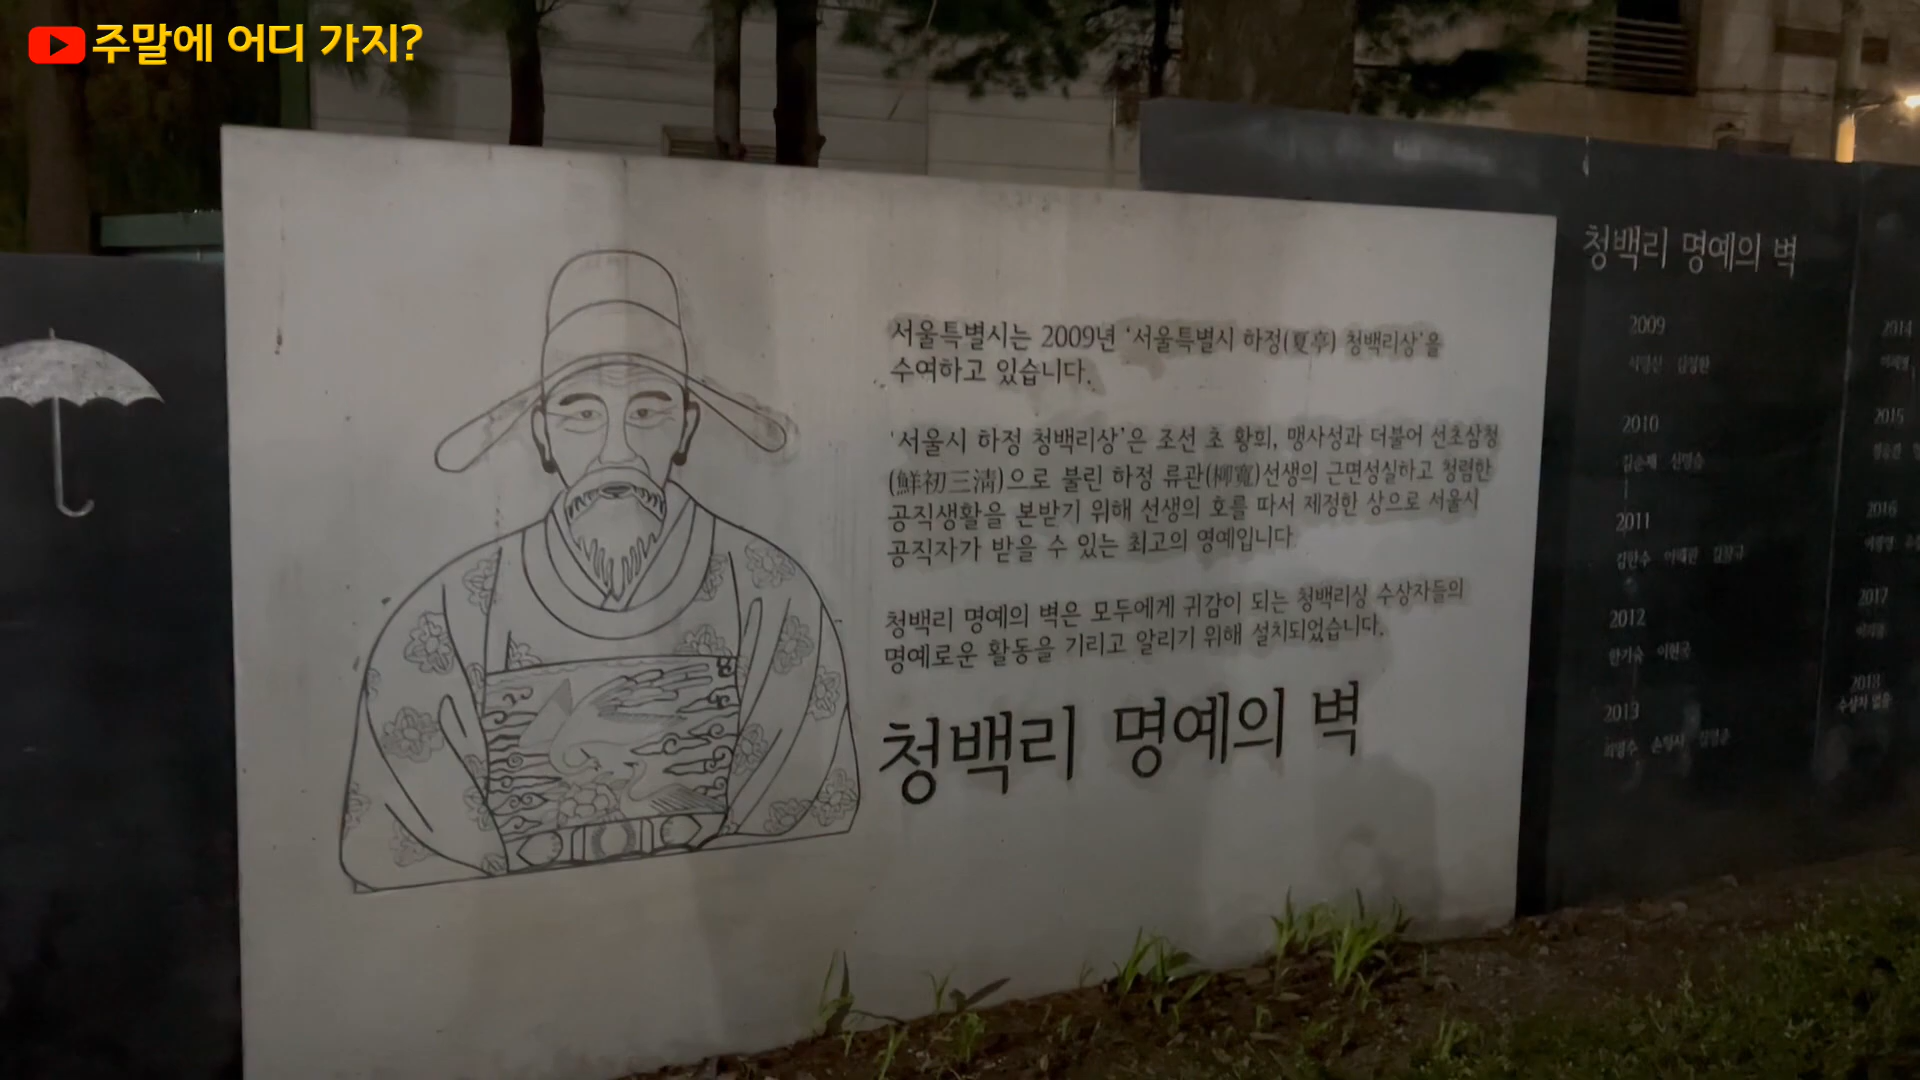 주말에 어디 가지?
서울특별시는 2009년 '서울특별시 하정(夏亭) 청백리상'을
수여하고 있습니다.
'서울시 하정 청백리상'은 조선 초 황희, 맹사성과 더불어 선초삼청
(鮮初三淸)으로 불린 하정 류관(柳寬)선생의 근면성실하고 청렴한
공직생활을 본받기 위해 선생의 호를 따서 제정한 상으로 서울시
공직자가 받을 수 있는 최고의 영예입니다.
청백리 명예의 벽은 모두에게 귀감이 되는 청백리상 수상자들의
명예로운 활동을 기리고 알리기 위해 설치되었습니다.
청백리 명예의 벽
청백리 명예의 벽
2009
2010
2011
2012
이현국
2013
2014
2015
2016
2017
2018
수상자 없음